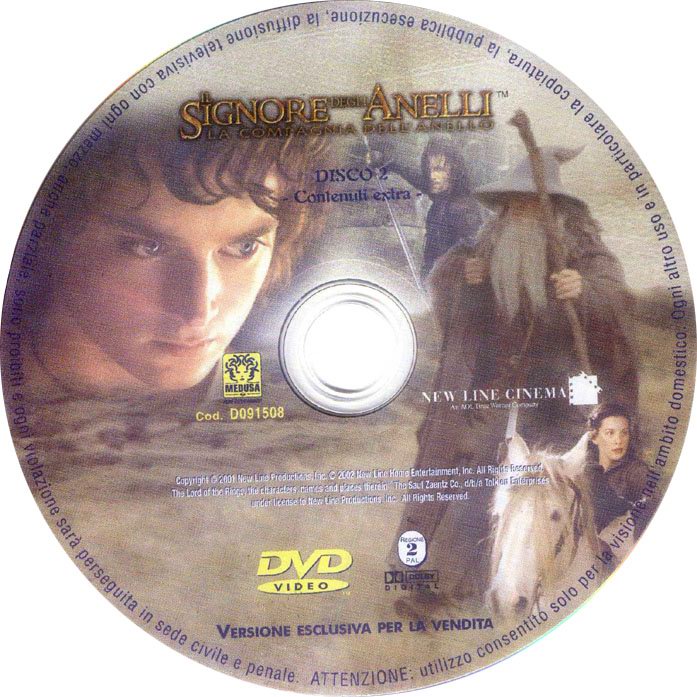 IL SIGNORE DEGLI ANELLI™
LA COMPAGNIA DELL'ANELLO
DISCO 2
- Contenuti extra -
MEDUSA
Cod. D091508
NEW LINE CINEMA
An AOL Time Warner Company
Copyright © 2001 New Line Productions, Inc. © 2002 New Line Home Entertainment, Inc. All Rights Reserved.
The Lord of the Rings, the characters, names and places therein, The Saul Zaentz Co., d/b/a Tolkien Enterprises
under license to New Line Productions, Inc. All Rights Reserved.
DVD
VIDEO
REGIONE
2
PAL
DOLBY
DIGITAL
VERSIONE ESCLUSIVA PER LA VENDITA
ATTENZIONE: utilizzo consentito solo per la visione nell'ambito domestico. Ogni altro uso e in particolare la copiatura, la pubblica esecuzione, la diffusione televisiva con ogni mezzo, anche parziale, sono proibiti e ogni violazione sarà perseguita in sede civile e penale.